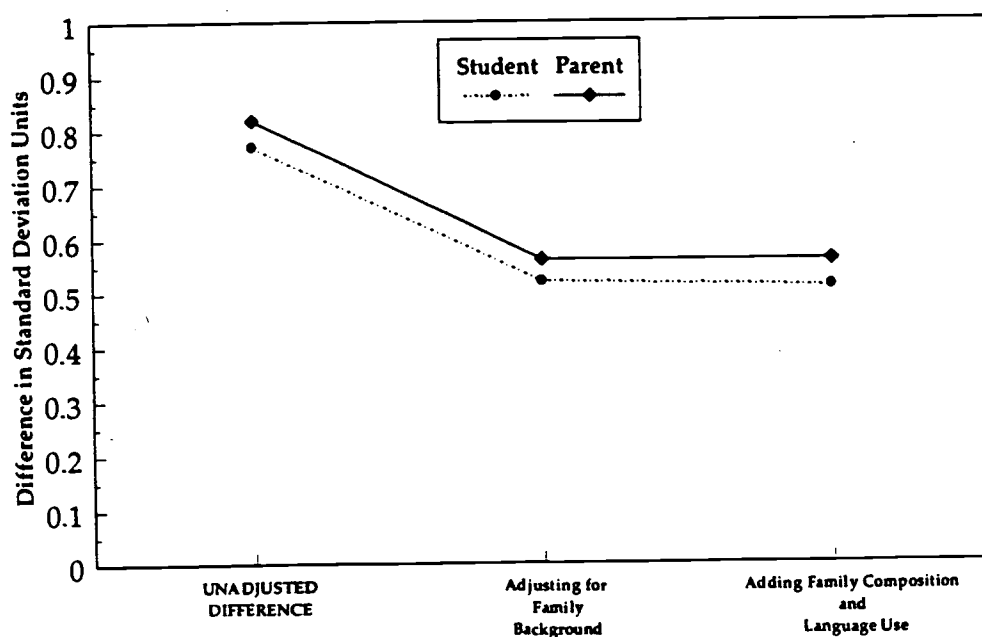 Difference in Standard Deviation Units
1
0.9
0.8
0.7
0.6
0.5
0.4
0.3
0.2
0.1
0
Student Parent
UNADJUSTED
DIFFERENCE
Adjusting for
Family
Background
Adding Family Composition
and
Language Use